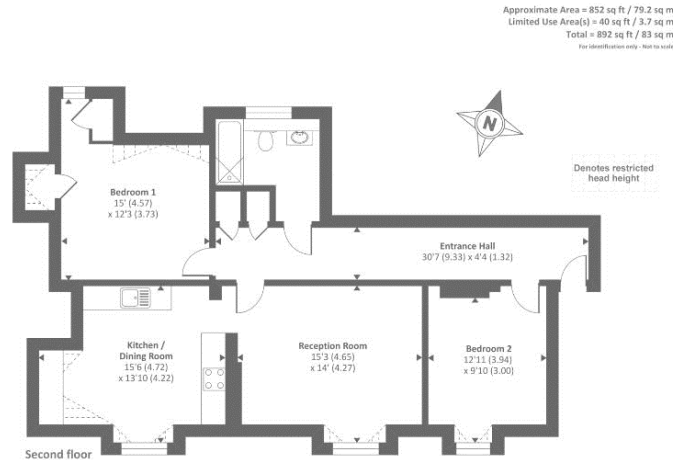 Approximate Area = 852 sq ft / 79.2 sq m
Limited Use Area(s) = 40 sq ft / 3.7 sq m
Total = 892 sq ft / 83 sq m
For identification only - Not to scale
N
Denotes restricted
head height
Bedroom 1
15' (4.57)
x 12'3 (3.73)
Entrance Hall
30'7 (9.33) x 4'4 (1.32)
Kitchen /
Dining Room
15'6 (4.72)
x 13'10 (4.22)
Reception Room
15'3 (4.65)
x 14' (4.27)
Bedroom 2
12'11 (3.94)
x 9'10 (3.00)
Second floor